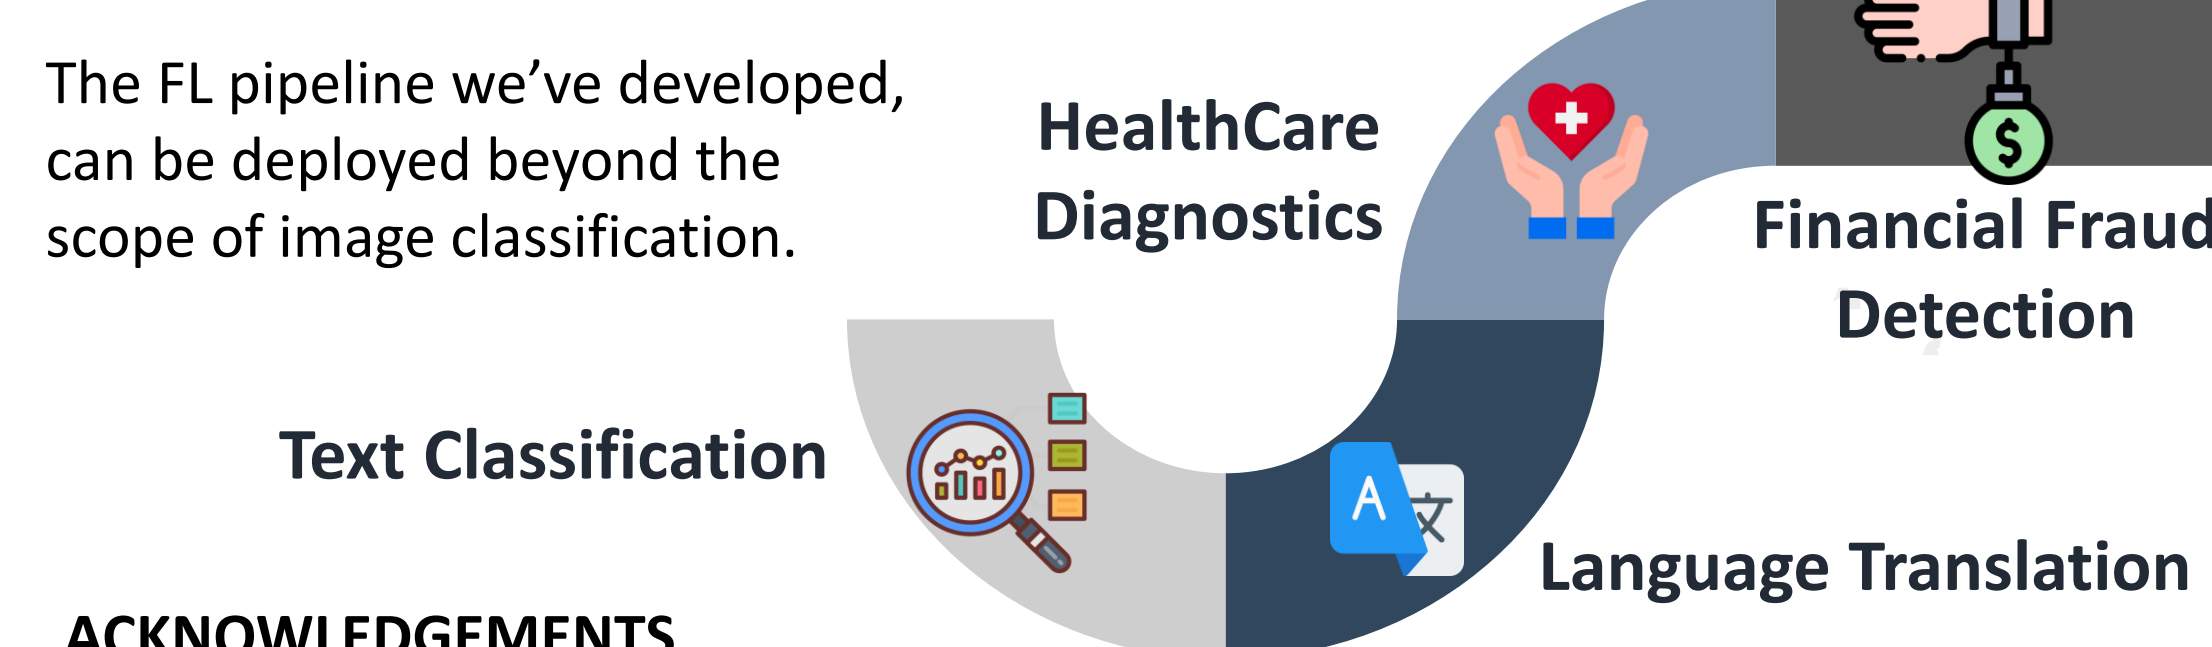 The FL pipeline we’ve developed,
can be deployed beyond the
scope of image classification.
HealthCare
Diagnostics
$
Financial Fraud
Detection
Text Classification
A
文
Language Translation
ACKNOWLEDGEMENTS